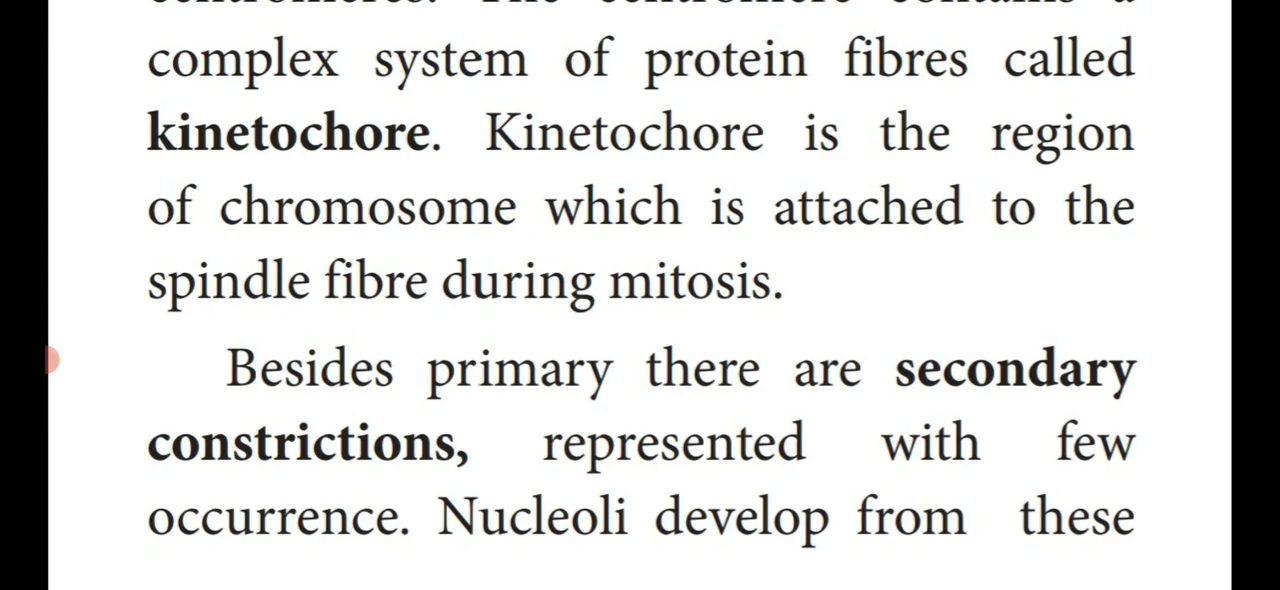 complex system of protein fibres called
kinetochore. Kinetochore is the region
of chromosome which is attached to the
spindle fibre during mitosis.
Besides primary there are secondary
constrictions, represented with few
occurrence. Nucleoli develop from these